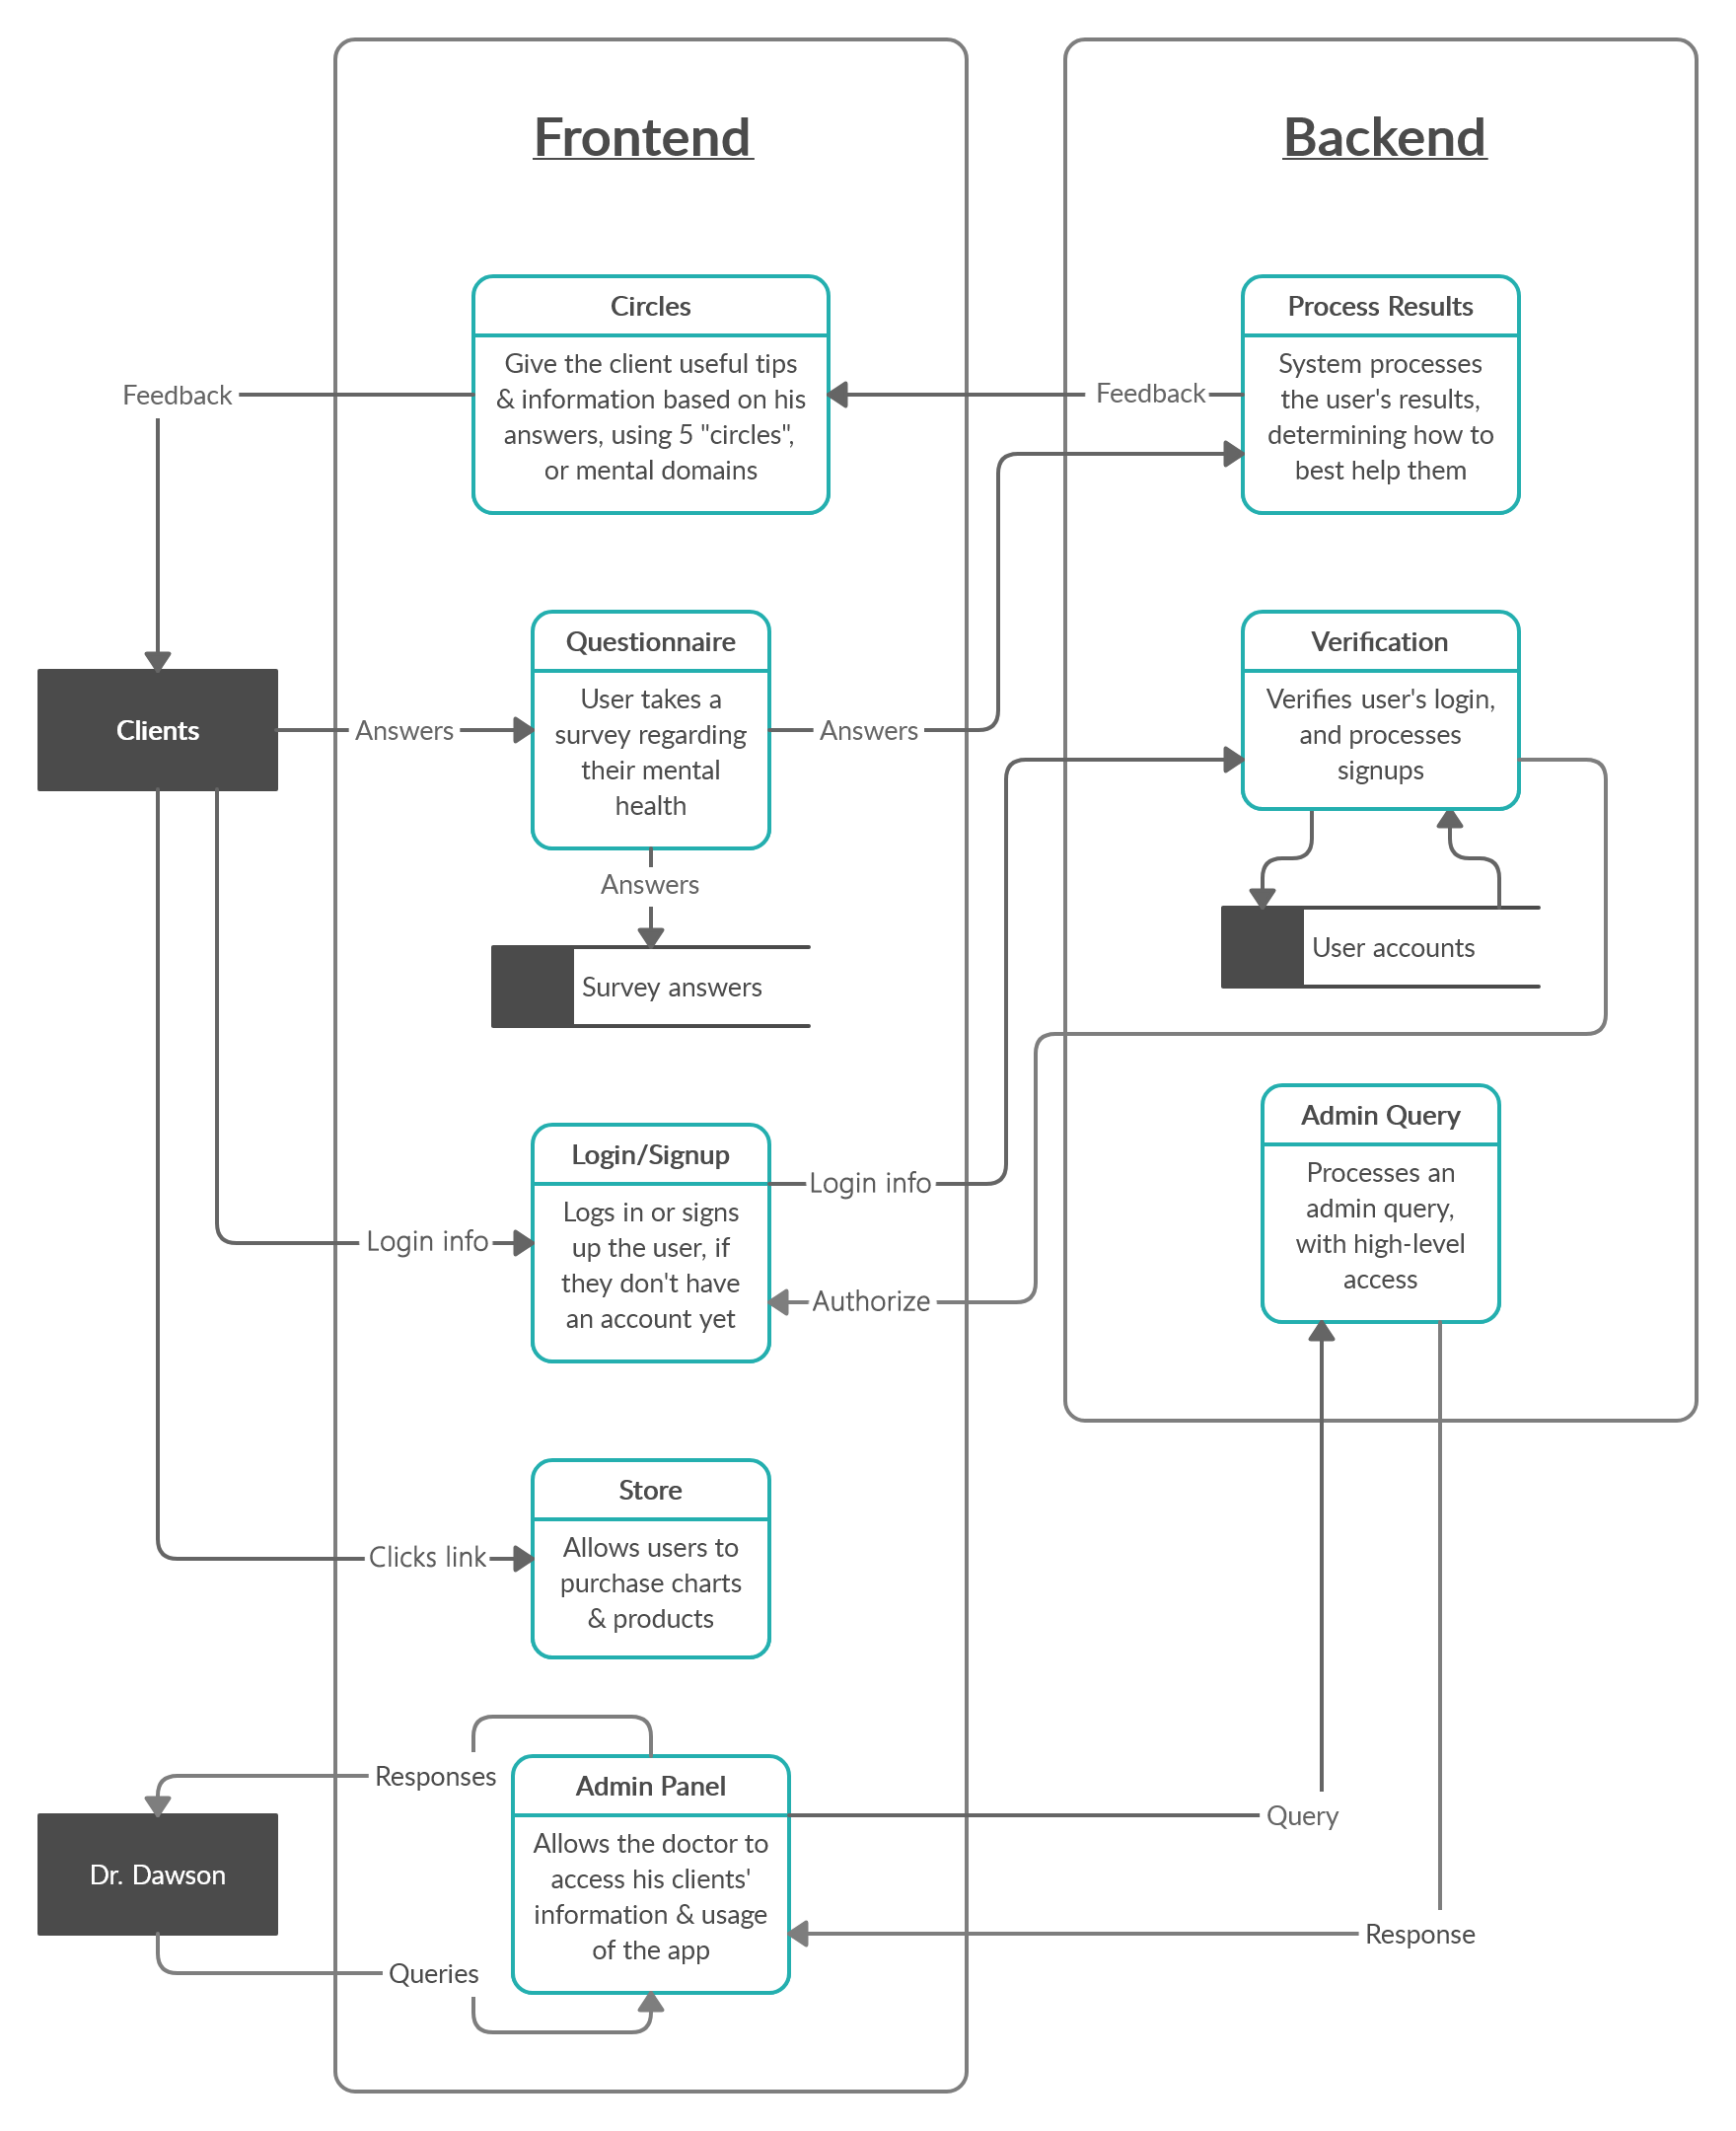 Frontend
Backend
Circles
Give the client useful tips
& information based on his
answers, using 5 "circles",
or mental domains
Process Results
System processes
the user's results,
determining how to
best help them
Feedback
Feedback
Questionnaire
User takes a
survey regarding
their mental
health
Verification
Verifies user's login,
and processes
signups
Clients
Answers
Answers
Answers
Survey answers
User accounts
Login/Signup
Logs in or signs
up the user, if
they don't have
an account yet
Admin Query
Processes an
admin query,
with high-level
access
Login info
Login info
Authorize
Store
Allows users to
purchase charts
& products
Clicks link
Responses
Admin Panel
Allows the doctor to
access his clients'
information & usage
of the app
Query
Dr. Dawson
Response
Queries